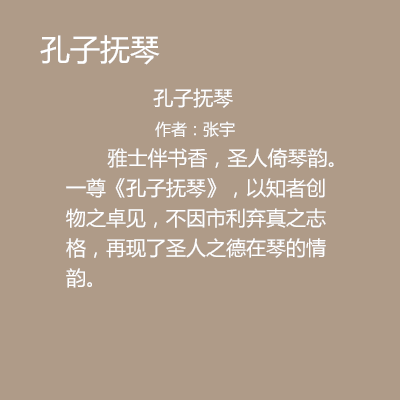 孔子抚琴
孔子抚琴
作者：张宇
雅士伴书香，圣人倚琴韵。
一尊《孔子抚琴》，以知者创
物之卓见，不因市利弃真之志
格，再现了圣人之德在琴的情
韵。